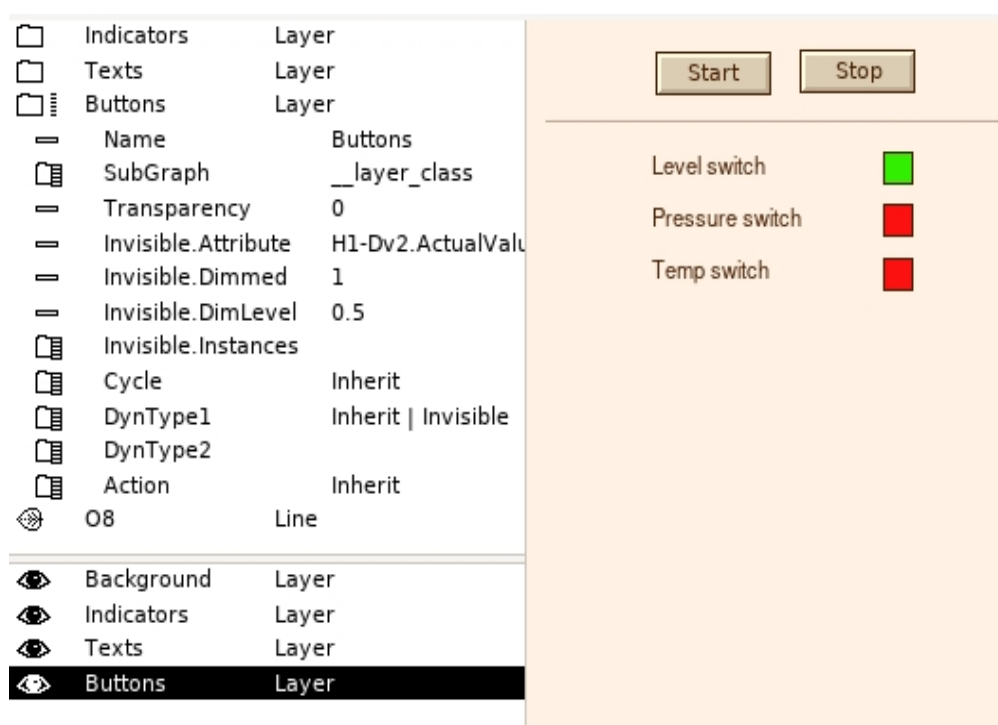 Indicators Layer
Texts Layer
Buttons Layer
Name Buttons
SubGraph __layer_class
Transparency 0
Invisible.Attribute H1-Dv2.ActualValu
Invisible.Dimmed 1
Invisible.DimLevel 0.5
Invisible.Instances
Cycle Inherit
DynType1 Inherit | Invisible
DynType2
Action Inherit
O8 Line
Background Layer
Indicators Layer
Texts Layer
Buttons Layer
Start Stop
Level switch
Pressure switch
Temp switch